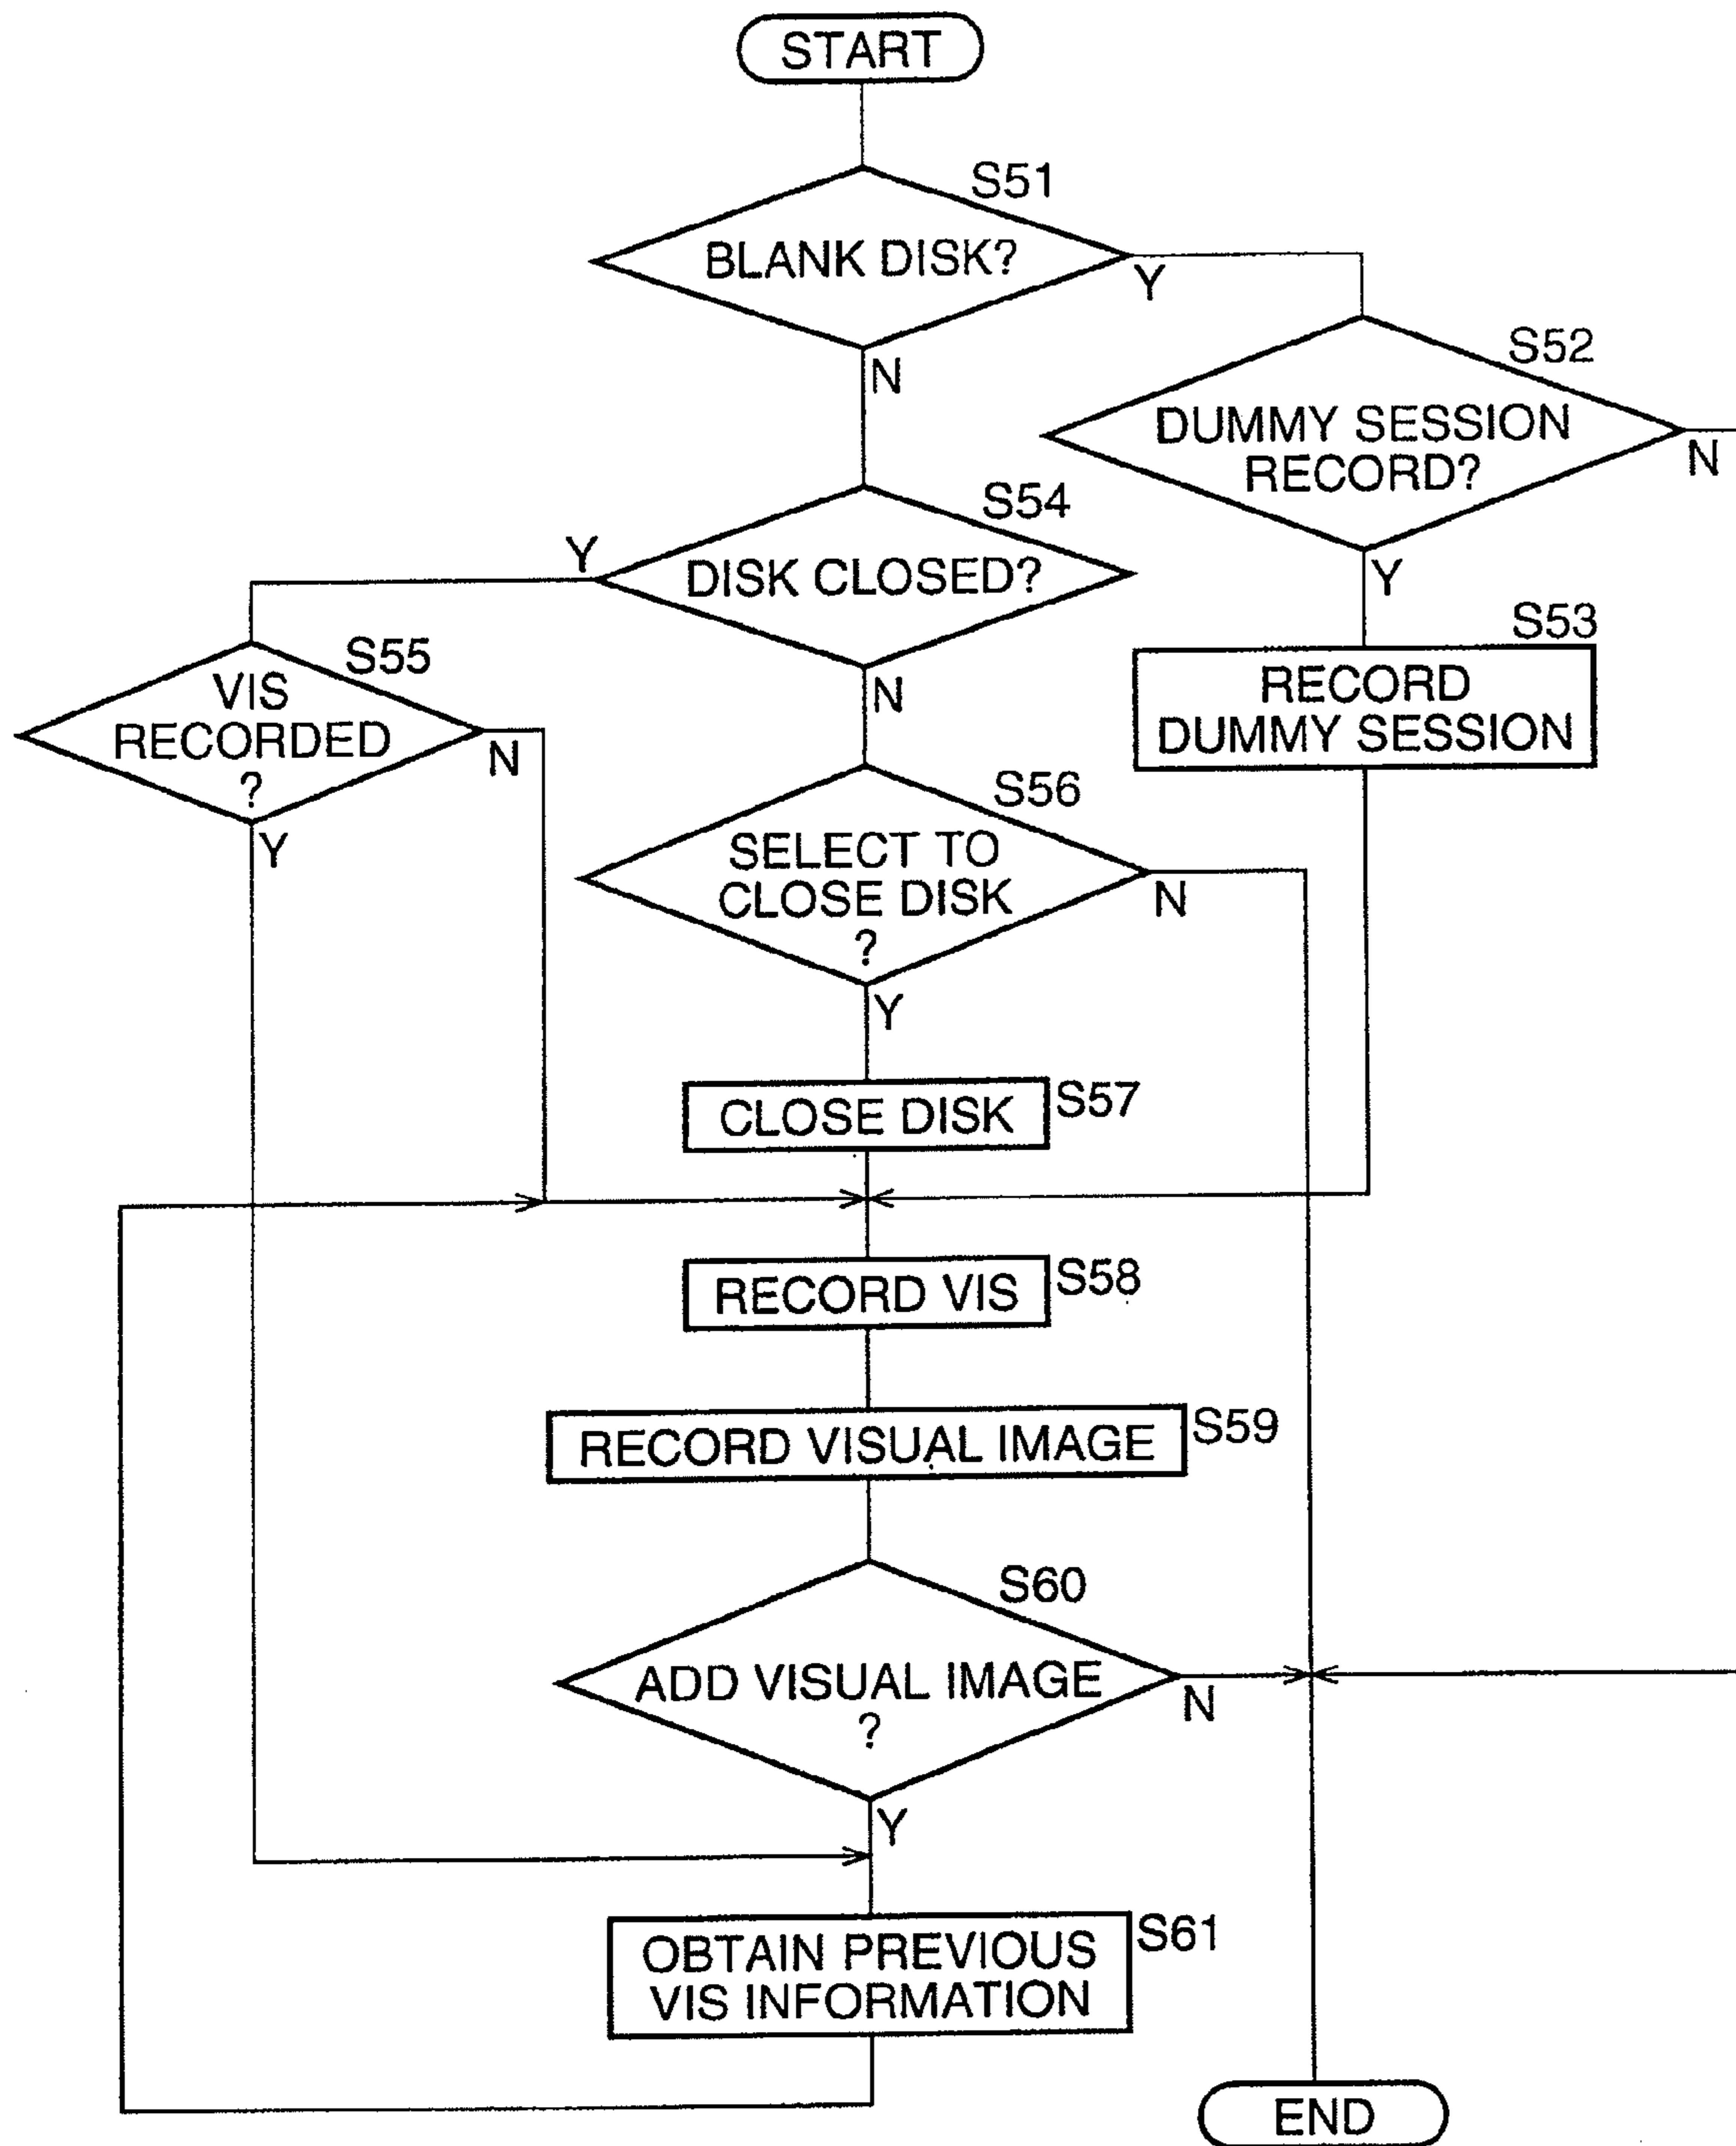 START
S51
BLANK DISK?
Y
N
S52
DUMMY SESSION
RECORD?
N
Y
S54
DISK CLOSED?
Y
N
S53
RECORD
DUMMY SESSION
S55
VIS
RECORDED
?
N
Y
S56
SELECT TO
CLOSE DISK
?
N
Y
CLOSE DISK
S57
RECORD VIS
S58
RECORD VISUAL IMAGE
S59
S60
ADD VISUAL IMAGE
?
N
Y
OBTAIN PREVIOUS
VIS INFORMATION
S61
END